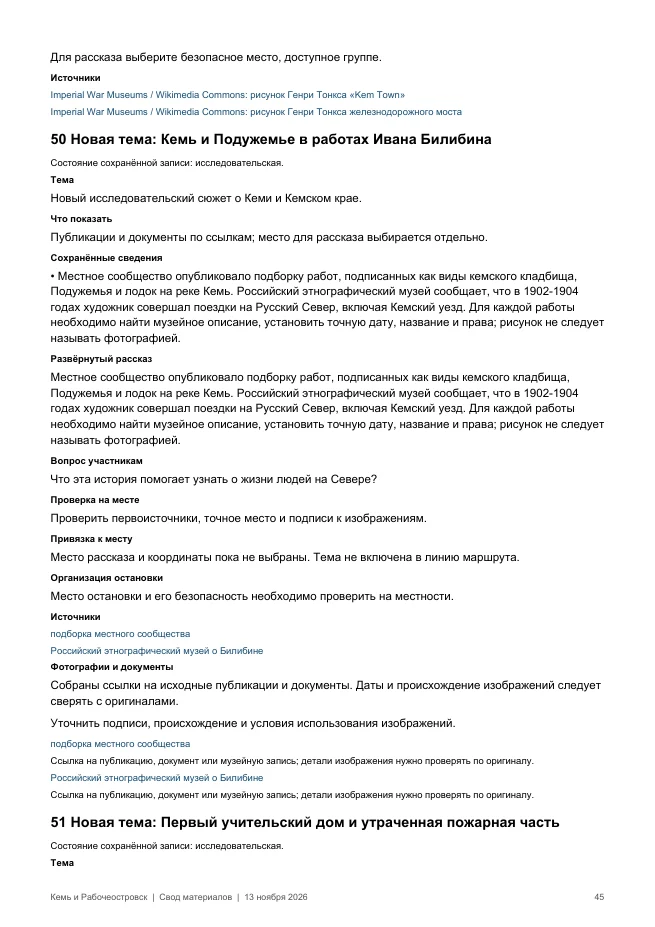 Для рассказа выберите безопасное место, доступное группе.
Источники
Imperial War Museums / Wikimedia Commons: рисунок Генри Тонкса «Kem Town»
Imperial War Museums / Wikimedia Commons: рисунок Генри Тонкса железнодорожного моста
50 Новая тема: Кемь и Подужемье в работах Ивана Билибина
Состояние сохранённой записи: исследовательская.
Тема
Новый исследовательский сюжет о Кеми и Кемском крае.
Что показать
Публикации и документы по ссылкам; место для рассказа выбирается отдельно.
Сохранённые сведения
• Местное сообщество опубликовало подборку работ, подписанных как виды кемского кладбища,
Подужемья и лодок на реке Кемь. Российский этнографический музей сообщает, что в 1902-1904
годах художник совершал поездки на Русский Север, включая Кемский уезд. Для каждой работы
необходимо найти музейное описание, установить точную дату, название и права; рисунок не следует
называть фотографией.
Развёрнутый рассказ
Местное сообщество опубликовало подборку работ, подписанных как виды кемского кладбища,
Подужемья и лодок на реке Кемь. Российский этнографический музей сообщает, что в 1902-1904
годах художник совершал поездки на Русский Север, включая Кемский уезд. Для каждой работы
необходимо найти музейное описание, установить точную дату, название и права; рисунок не следует
называть фотографией.
Вопрос участникам
Что эта история помогает узнать о жизни людей на Севере?
Проверка на месте
Проверить первоисточники, точное место и подписи к изображениям.
Привязка к месту
Место рассказа и координаты пока не выбраны. Тема не включена в линию маршрута.
Организация остановки
Место остановки и его безопасность необходимо проверить на местности.
Источники
подборка местного сообщества
Российский этнографический музей о Билибине
Фотографии и документы
Собраны ссылки на исходные публикации и документы. Даты и происхождение изображений следует
сверять с оригиналами.
Уточнить подписи, происхождение и условия использования изображений.
подборка местного сообщества
Ссылка на публикацию, документ или музейную запись; детали изображения нужно проверять по оригиналу.
Российский этнографический музей о Билибине
Ссылка на публикацию, документ или музейную запись; детали изображения нужно проверять по оригиналу.
51 Новая тема: Первый учительский дом и утраченная пожарная часть
Состояние сохранённой записи: исследовательская.
Тема
Кемь и Рабочеостровск | Свод материалов | 13 ноября 2026 45